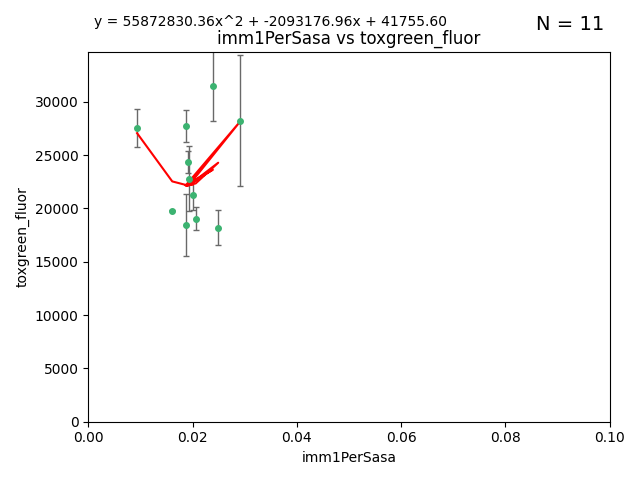 y = 55872830.36x^2 + -2093176.96x + 41755.60
N = 11
imm1PerSasa vs toxgreen_fluor
30000
25000
20000
15000
10000
5000
0
toxgreen_fluor
0.00 0.02 0.04 0.06 0.08 0.10
imm1PerSasa